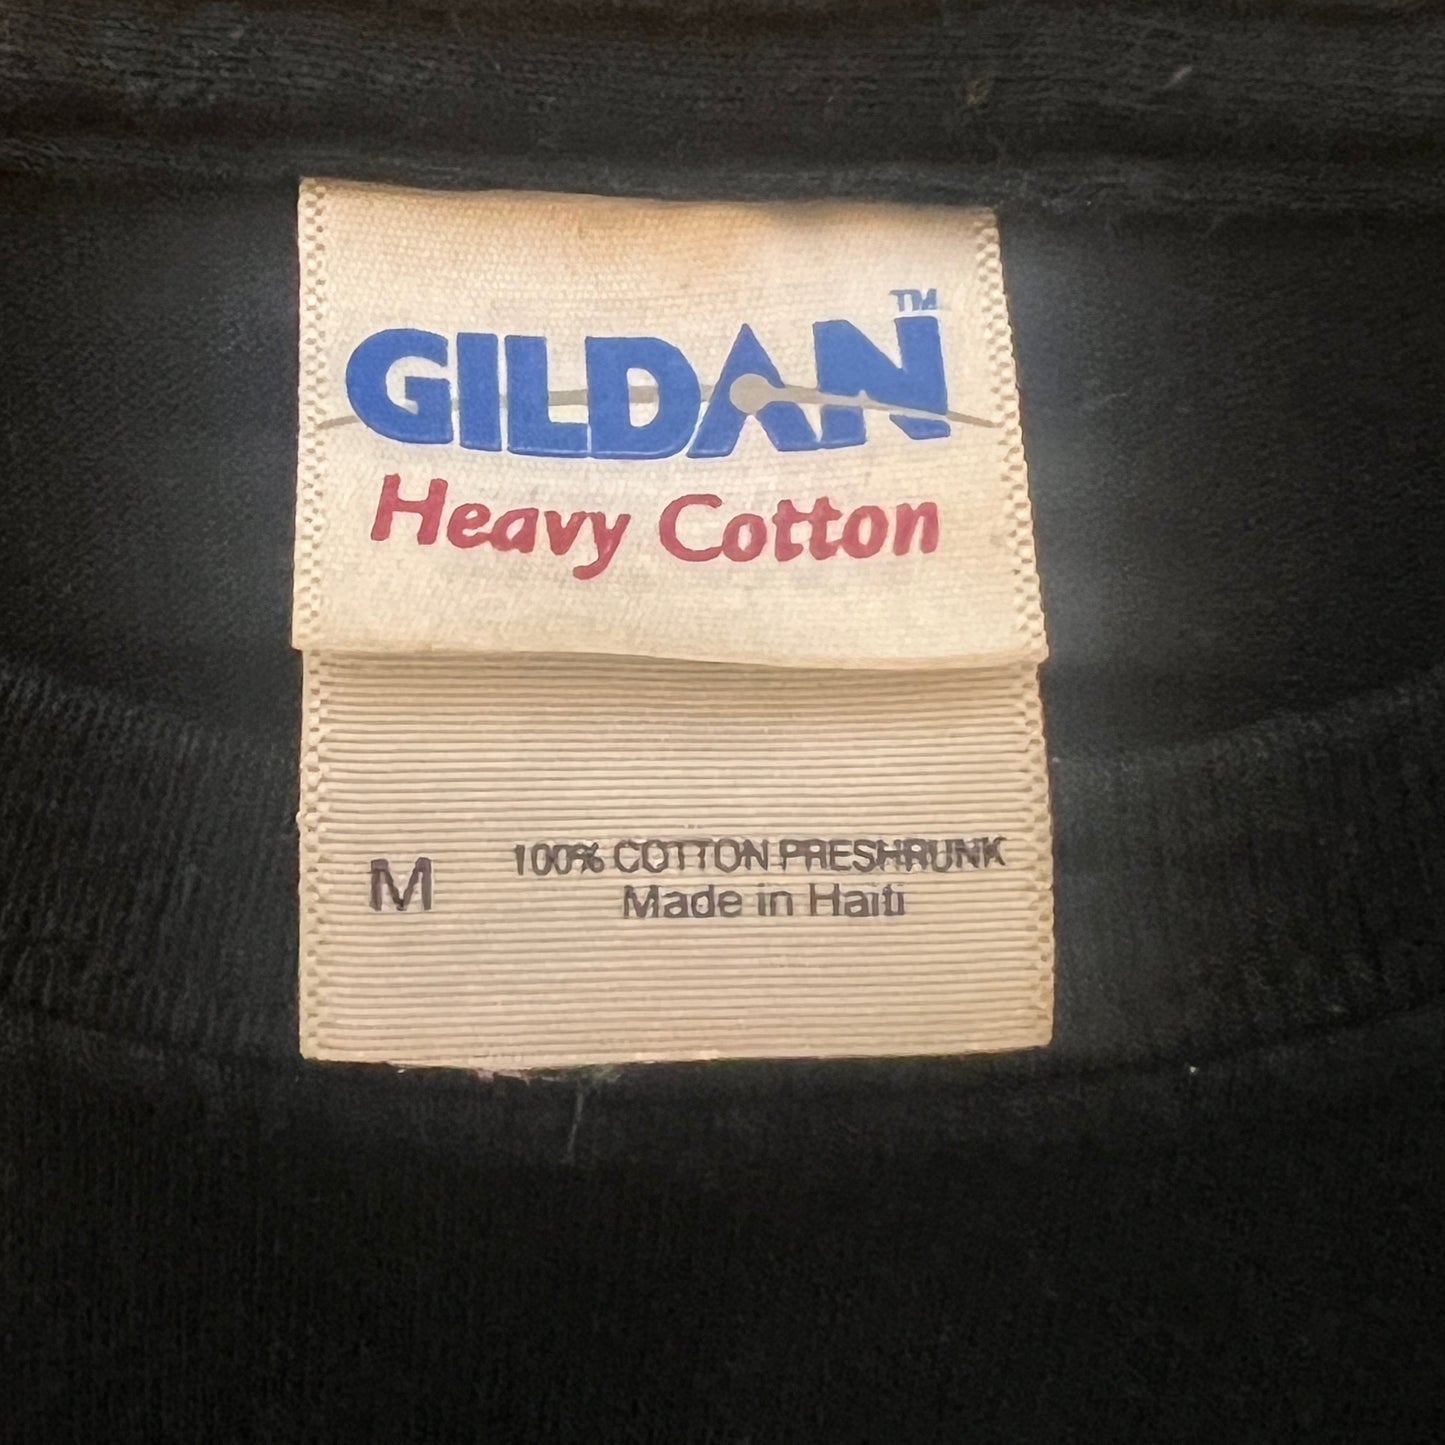 GILDAN™
Heavy Cotton
M 100% COTTON PRESHRUNK
Made in Haiti